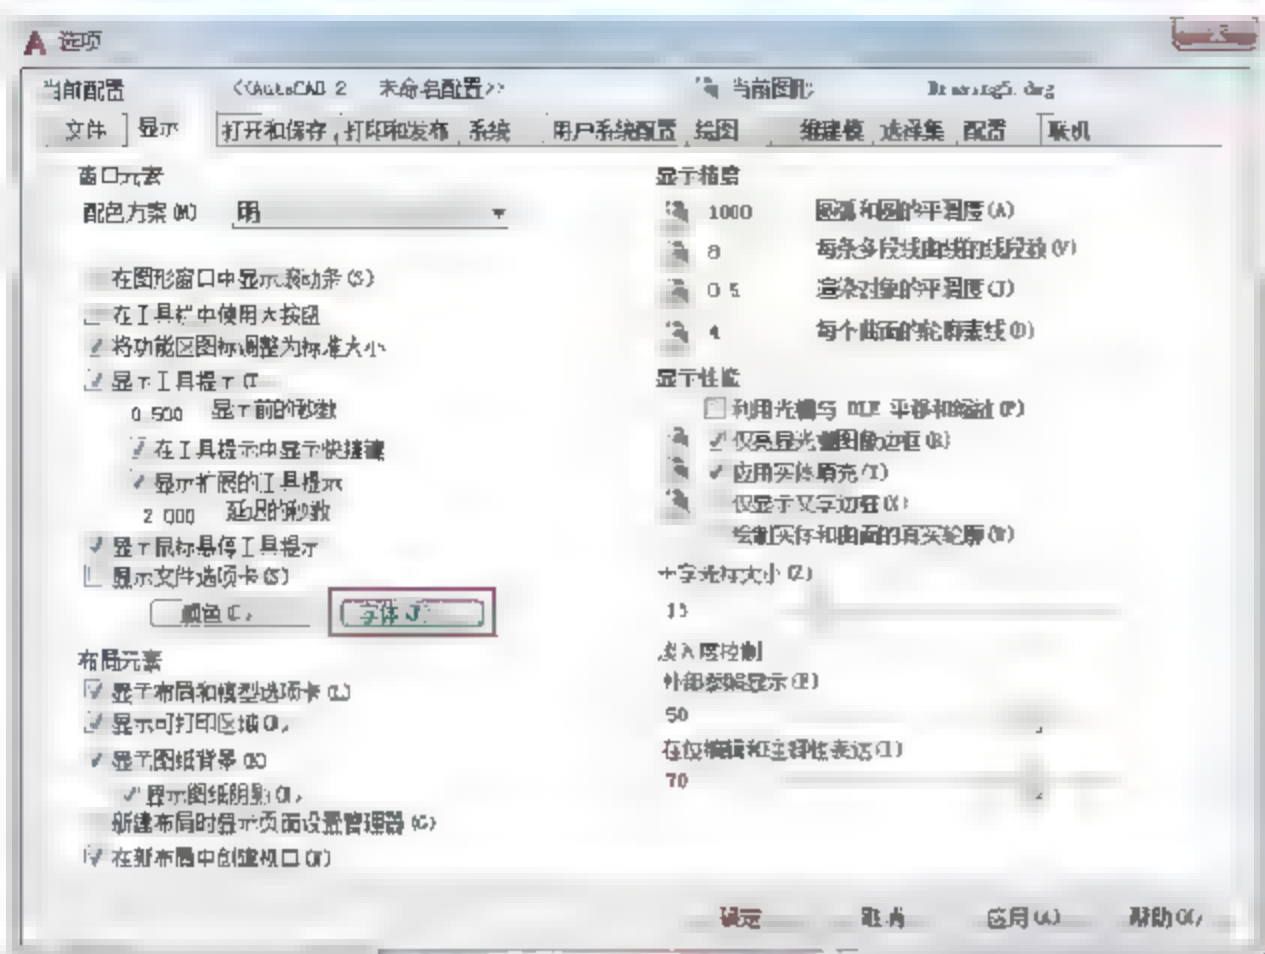 选项
当前配置 <<AutoCAD 2 未命名配置>> 当前图形 Drawing5.dwg
文件 显示 打开和保存 打印和发布 系统 用户系统配置 绘图 维建模 选择集 配置 联机
窗口元素
配色方案(M) 明
在图形窗口中显示滚动条(S)
在工具栏中使用大按钮
将功能区图标调整为标准大小
显示工具提示(T
0.500 显示前的秒数
在工具提示中显示快捷键
显示扩展的工具提示
2.000 延迟的秒数
显示鼠标悬停工具提示
显示文件选项卡(S)
颜色(C) 字体(F)
布局元素
显示布局和模型选项卡(L)
显示可打印区域(B)
显示图纸背景(K)
显示图纸阴影(E)
新建布局时显示页面设置管理器(G)
在新布局中创建视口(N)
显示精度
1000 圆弧和圆的平滑度(A)
8 每条多段线曲线的线段数(V)
0.5 渲染对象的平滑度(J)
4 每个曲面的轮廓素线(O)
显示性能
利用光栅与 OLE 平移和缩放(P)
仅亮显光栅图像边框(R)
应用实体填充(Y)
仅显示文字边框(X)
绘制实体和曲面的真实轮廓(W)
十字光标大小(Z)
15
淡入度控制
外部参照显示(E)
50
在位编辑和注释性表达(I)
70
确定 取消 应用(A) 帮助(H)